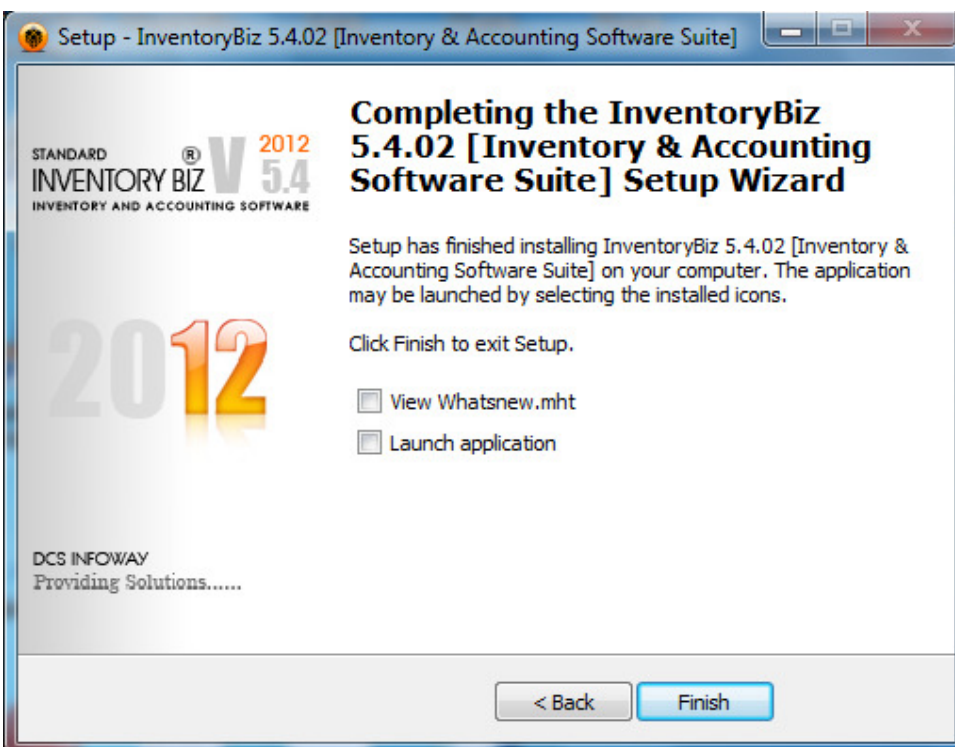 Setup - InventoryBiz 5.4.02 [Inventory & Accounting Software Suite]
STANDARD ® V 2012
INVENTORY BIZ 5.4
INVENTORY AND ACCOUNTING SOFTWARE
2012
DCS INFOWAY
Providing Solutions......
Completing the InventoryBiz
5.4.02 [Inventory & Accounting
Software Suite] Setup Wizard
Setup has finished installing InventoryBiz 5.4.02 [Inventory &
Accounting Software Suite] on your computer. The application
may be launched by selecting the installed icons.
Click Finish to exit Setup.
View Whatsnew.mht
Launch application
< Back
Finish